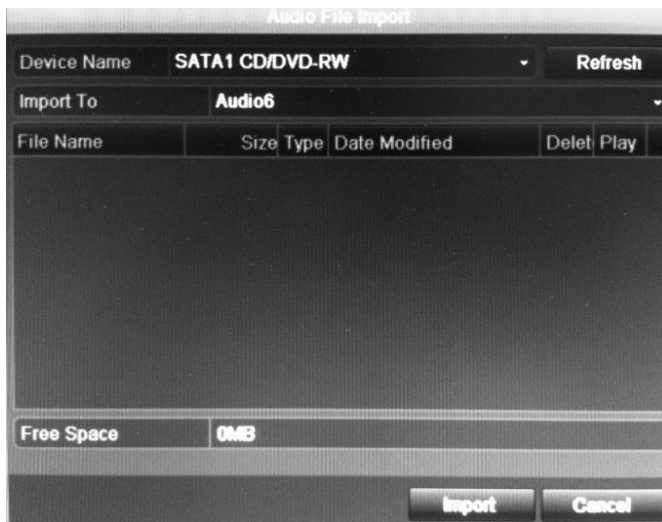 Audio File Import
Device Name SATA1 CD/DVD-RW Refresh
Import To Audio6
File Name Size Type Date Modified Delet Play
Free Space 0MB
Import Cancel